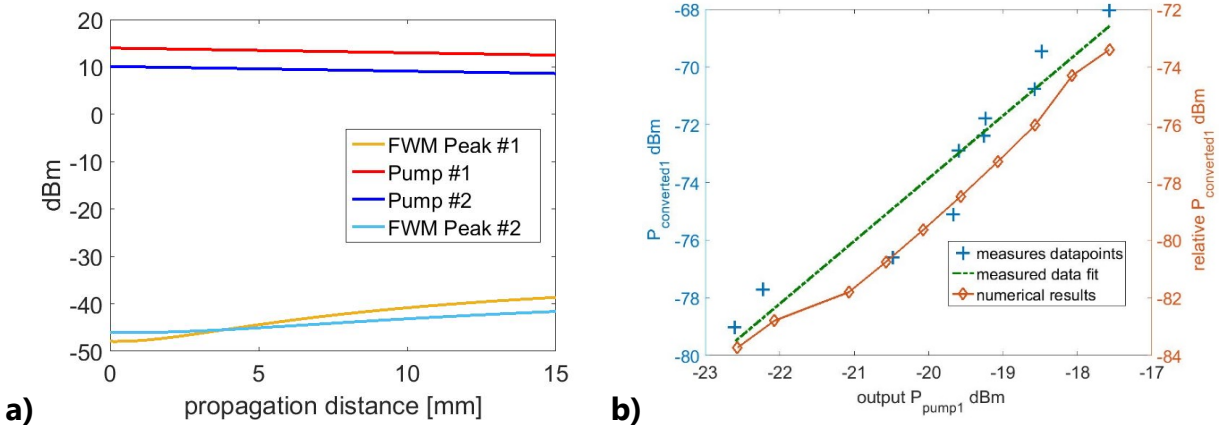 20
10
0
-10
-20
-30
-40
-50
dBm
FWM Peak #1
Pump #1
Pump #2
FWM Peak #2
0 5 10 15
propagation distance [mm]
a)
-68
-70
-72
-74
-76
-78
-80
P_converted1 dBm
-72
-74
-76
-78
-80
-82
-84
relative P_converted1 dBm
measures datapoints
measured data fit
numerical results
-23 -22 -21 -20 -19 -18 -17
output P_pump1 dBm
b)